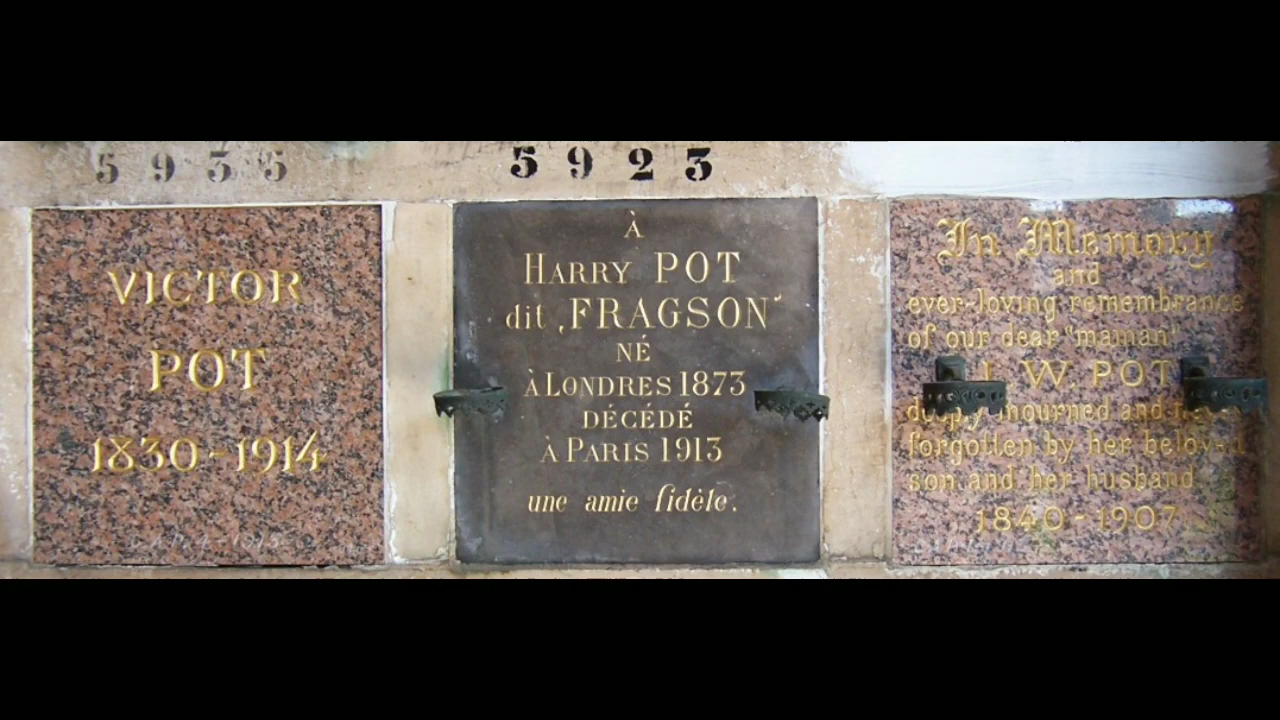 5935
5923
VICTOR
POT
1830-1914
À
HARRY POT
dit "FRAGSON"
NÉ
À LONDRES 1873
DÉCÉDÉ
À PARIS 1913
une amie fidèle.
In Memory
and
ever-loving remembrance
of our dear "maman"
W. POT
deeply mourned and
forgotten by her beloved
son and her husband
1840-1907